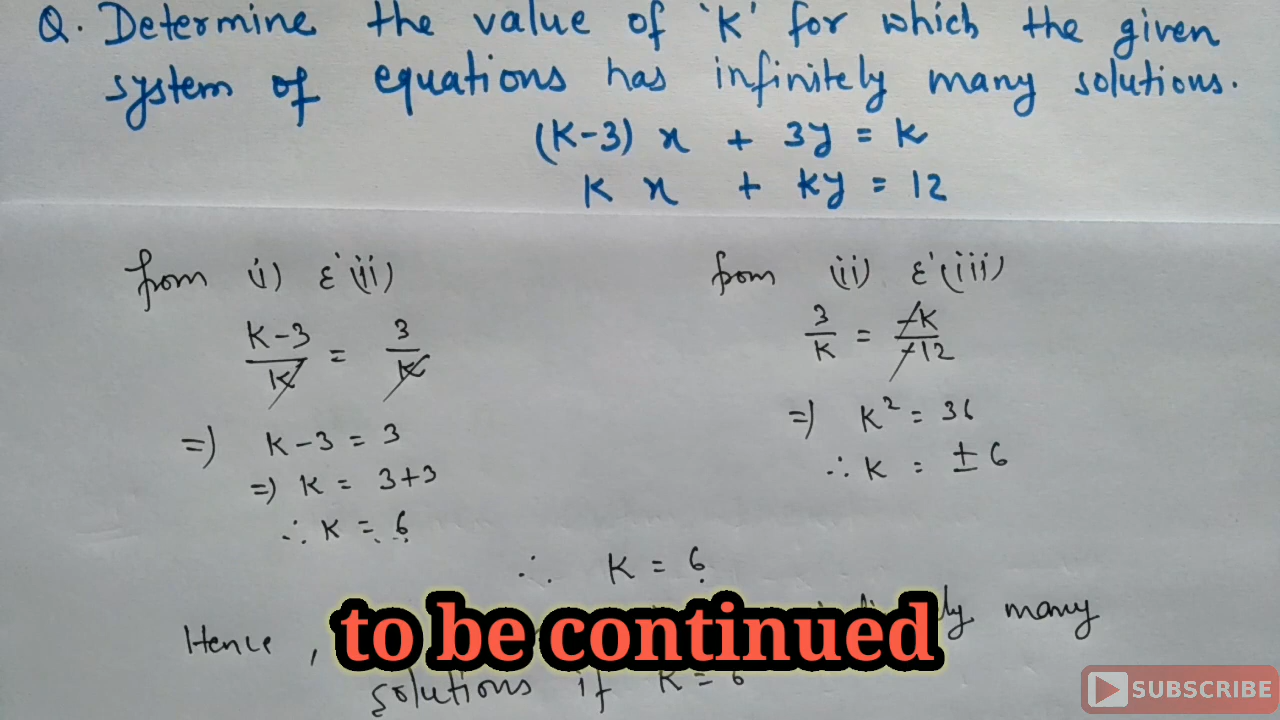 Q. Determine the value of 'K' for which the given
system of equations has infinitely many solutions.
(K-3) x + 3y = K
K x + Ky = 12
from (i) & (ii)
K-3/K = 3/K
=) K-3 = 3
=) K = 3+3
∴ K = 6
from (ii) & (iii)
3/K = -K/-12
=) K² = 36
∴ K = ± 6
∴ K = 6
Hence , many
to be continued
solutions if K = 6
SUBSCRIBE